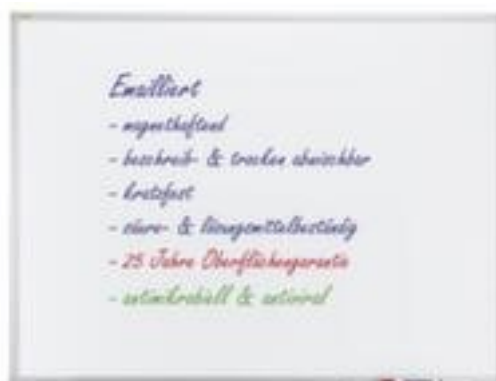 Emailliert
- magnethaftend
- beschreib- & trocken abwischbar
- kratzfest
- säure- & lösungsmittelbeständig
- 25 Jahre Oberflächengarantie
- antimikrobiell & antiviral